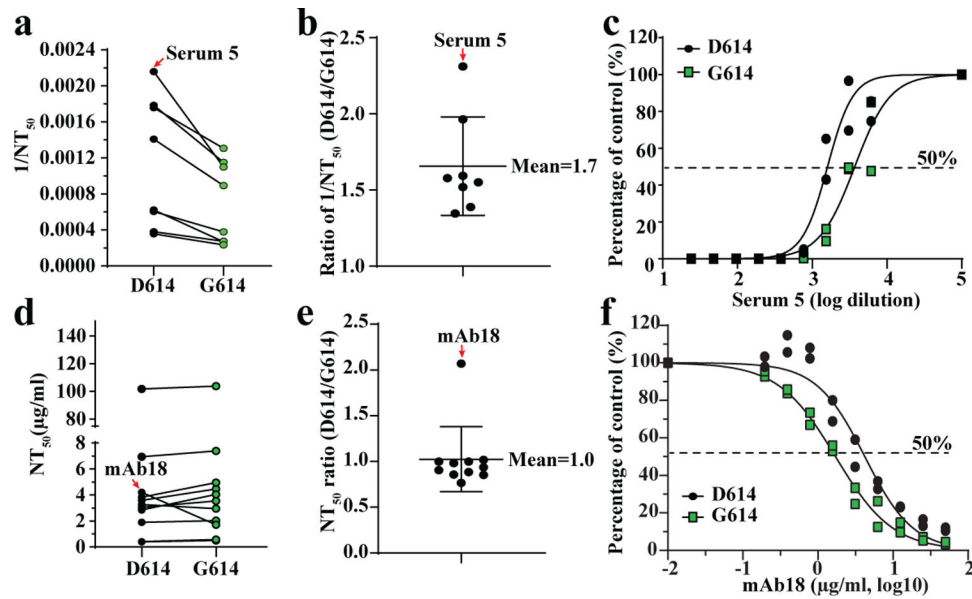 a
0.0024
0.0020
0.0016
0.0012
0.0008
0.0004
0.0000
1/NT50
Serum 5
D614 G614
b
2.5
2.0
1.5
1.0
Ratio of 1/NT50 (D614/G614)
Serum 5
Mean=1.7
c
120
100
80
60
40
20
0
Percentage of control (%)
D614
G614
50%
1 2 3 4 5
Serum 5 (log dilution)
d
140
120
100
80
8
6
4
2
0
NT50(μg/ml)
mAb18
D614 G614
e
2.5
2.0
1.5
1.0
0.5
0.0
NT50 ratio (D614/G614)
mAb18
Mean=1.0
f
120
100
80
60
40
20
0
Percentage of control (%)
50%
D614
G614
-2 -1 0 1 2
mAb18 (μg/ml, log10)